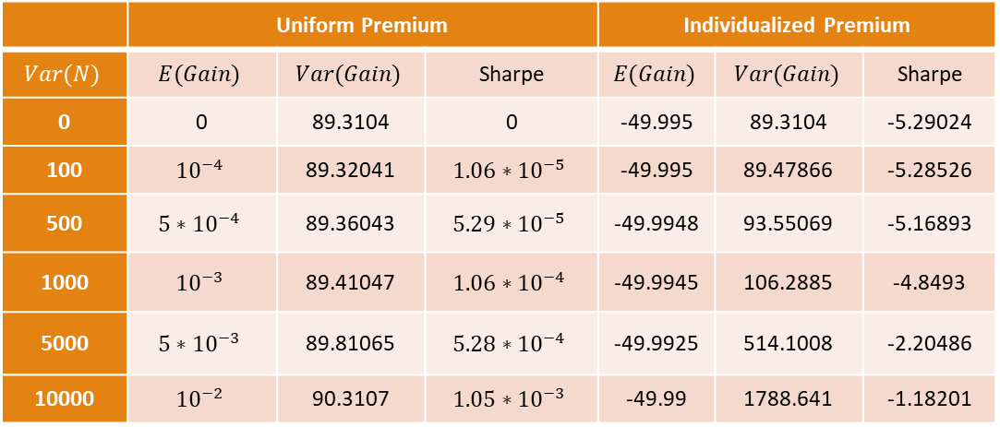 Uniform Premium Individualized Premium
Var(N) E(Gain) Var(Gain) Sharpe E(Gain) Var(Gain) Sharpe
0 0 89.3104 0 -49.995 89.3104 -5.29024
100 10⁻⁴ 89.32041 1.06 * 10⁻⁵ -49.995 89.47866 -5.28526
500 5 * 10⁻⁴ 89.36043 5.29 * 10⁻⁵ -49.9948 93.55069 -5.16893
1000 10⁻³ 89.41047 1.06 * 10⁻⁴ -49.9945 106.2885 -4.8493
5000 5 * 10⁻³ 89.81065 5.28 * 10⁻⁴ -49.9925 514.1008 -2.20486
10000 10⁻² 90.3107 1.05 * 10⁻³ -49.99 1788.641 -1.18201